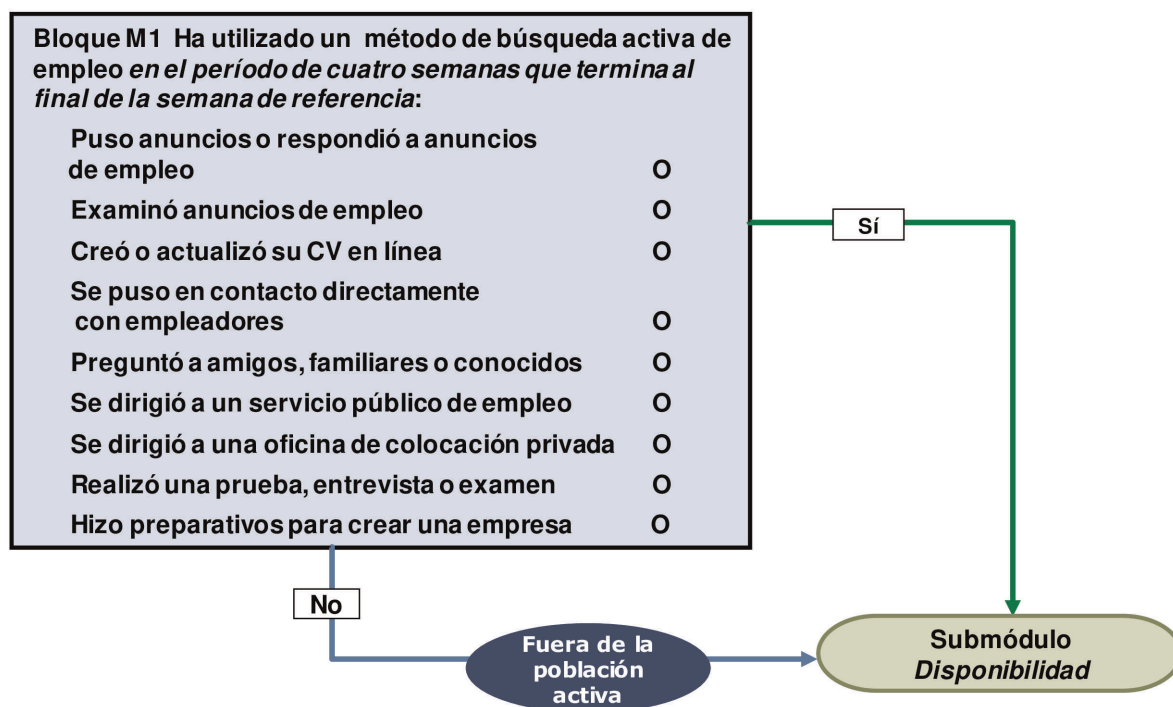 Bloque M1 Ha utilizado un método de búsqueda activa de
empleo en el período de cuatro semanas que termina al
final de la semana de referencia:
Puso anuncios o respondió a anuncios
de empleo O
Examinó anuncios de empleo O
Creó o actualizó su CV en línea O
Se puso en contacto directamente
con empleadores O
Preguntó a amigos, familiares o conocidos O
Se dirigió a un servicio público de empleo O
Se dirigió a una oficina de colocación privada O
Realizó una prueba, entrevista o examen O
Hizo preparativos para crear una empresa O
Sí
No
Fuera de la
población
activa
Submódulo
Disponibilidad